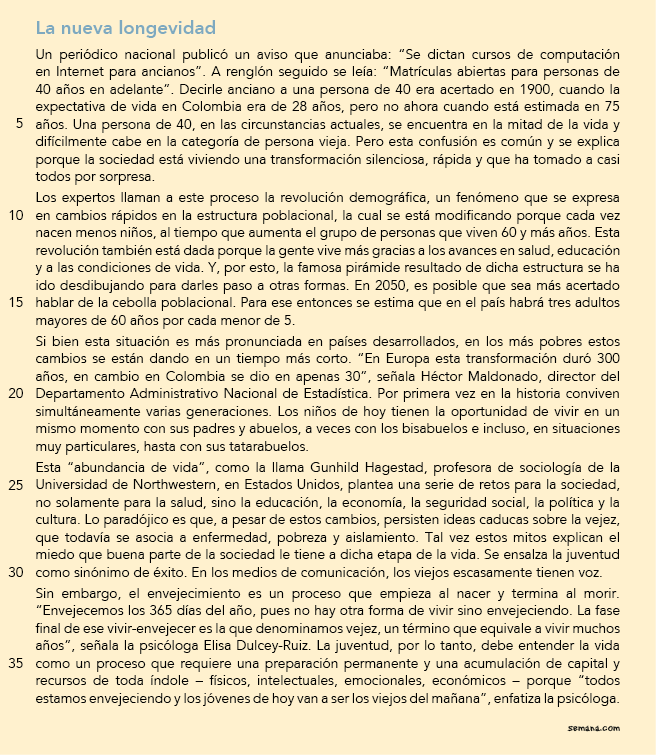 La nueva longevidad
Un periódico nacional publicó un aviso que anunciaba: “Se dictan cursos de computación
en Internet para ancianos”. A renglón seguido se leía: “Matrículas abiertas para personas de
40 años en adelante”. Decirle anciano a una persona de 40 era acertado en 1900, cuando la
expectativa de vida en Colombia era de 28 años, pero no ahora cuando está estimada en 75
5 años. Una persona de 40, en las circunstancias actuales, se encuentra en la mitad de la vida y
difícilmente cabe en la categoría de persona vieja. Pero esta confusión es común y se explica
porque la sociedad está viviendo una transformación silenciosa, rápida y que ha tomado a casi
todos por sorpresa.
Los expertos llaman a este proceso la revolución demográfica, un fenómeno que se expresa
10 en cambios rápidos en la estructura poblacional, la cual se está modificando porque cada vez
nacen menos niños, al tiempo que aumenta el grupo de personas que viven 60 y más años. Esta
revolución también está dada porque la gente vive más gracias a los avances en salud, educación
y a las condiciones de vida. Y, por esto, la famosa pirámide resultado de dicha estructura se ha
ido desdibujando para darles paso a otras formas. En 2050, es posible que sea más acertado
15 hablar de la cebolla poblacional. Para ese entonces se estima que en el país habrá tres adultos
mayores de 60 años por cada menor de 5.
Si bien esta situación es más pronunciada en países desarrollados, en los más pobres estos
cambios se están dando en un tiempo más corto. “En Europa esta transformación duró 300
años, en cambio en Colombia se dio en apenas 30”, señala Héctor Maldonado, director del
20 Departamento Administrativo Nacional de Estadística. Por primera vez en la historia conviven
simultáneamente varias generaciones. Los niños de hoy tienen la oportunidad de vivir en un
mismo momento con sus padres y abuelos, a veces con los bisabuelos e incluso, en situaciones
muy particulares, hasta con sus tatarabuelos.
Esta “abundancia de vida”, como la llama Gunhild Hagestad, profesora de sociología de la
25 Universidad de Northwestern, en Estados Unidos, plantea una serie de retos para la sociedad,
no solamente para la salud, sino la educación, la economía, la seguridad social, la política y la
cultura. Lo paradójico es que, a pesar de estos cambios, persisten ideas caducas sobre la vejez,
que todavía se asocia a enfermedad, pobreza y aislamiento. Tal vez estos mitos explican el
miedo que buena parte de la sociedad le tiene a dicha etapa de la vida. Se ensalza la juventud
30 como sinónimo de éxito. En los medios de comunicación, los viejos escasamente tienen voz.
Sin embargo, el envejecimiento es un proceso que empieza al nacer y termina al morir.
“Envejecemos los 365 días del año, pues no hay otra forma de vivir sino envejeciendo. La fase
final de ese vivir-envejecer es la que denominamos vejez, un término que equivale a vivir muchos
años”, señala la psicóloga Elisa Dulcey-Ruiz. La juventud, por lo tanto, debe entender la vida
35 como un proceso que requiere una preparación permanente y una acumulación de capital y
recursos de toda índole – físicos, intelectuales, emocionales, económicos – porque “todos
estamos envejeciendo y los jóvenes de hoy van a ser los viejos del mañana”, enfatiza la psicóloga.
semana.com